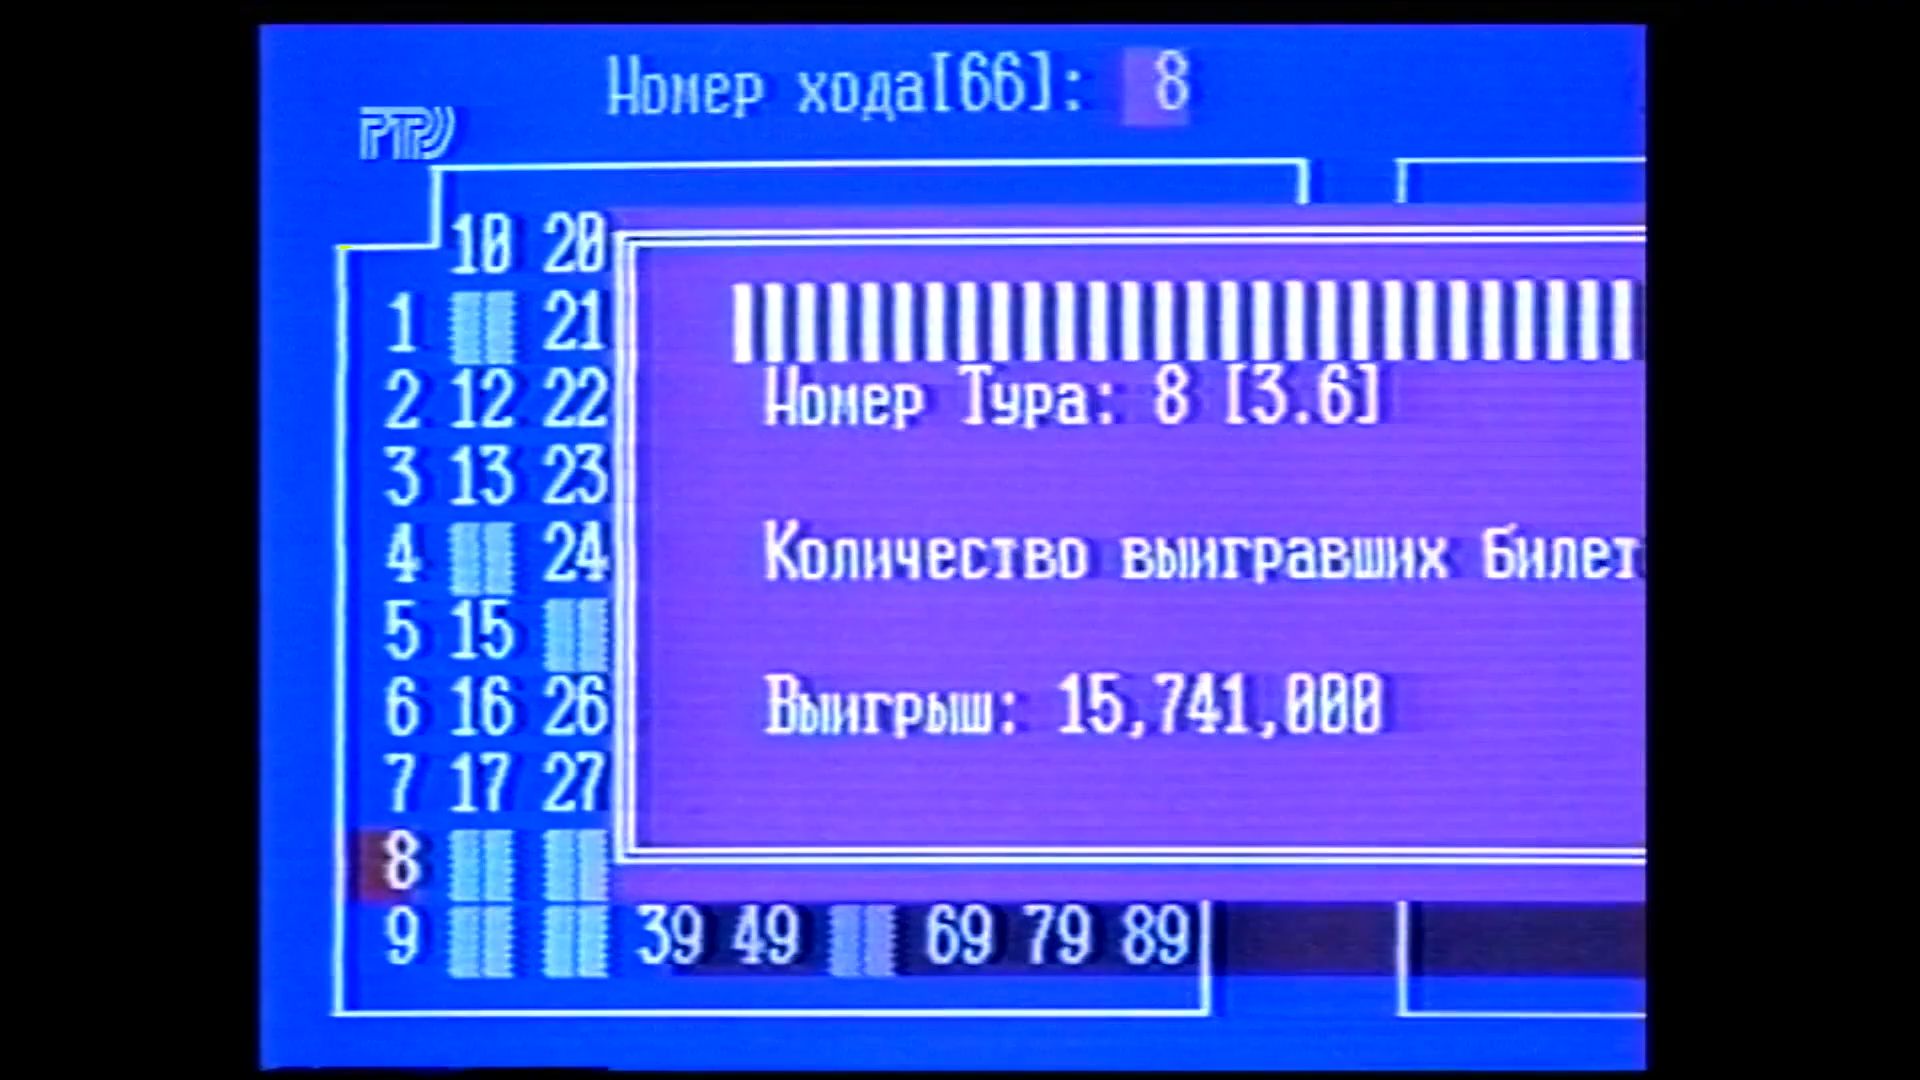 Номер хода[66]: 8
РТР
10 20
1 21
2 12 22
3 13 23
4 24
5 15
6 16 26
7 17 27
8
9 39 49 69 79 89
Номер Тура: 8 [3.6]
Количество выигравших билет
Выигрыш: 15,741,000